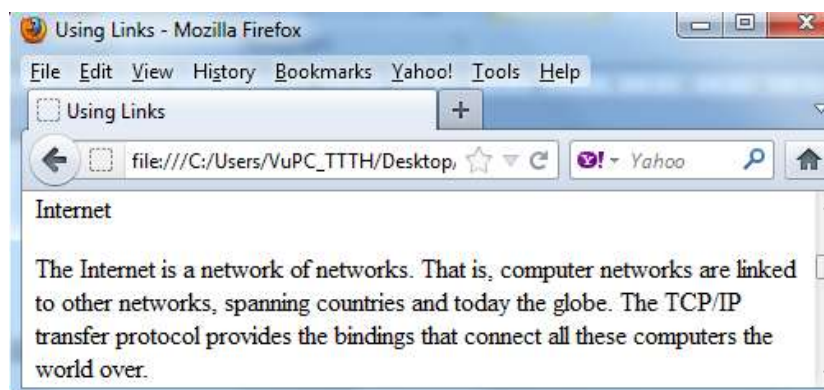 Using Links - Mozilla Firefox
File Edit View History Bookmarks Yahoo! Tools Help
Using Links
file:///C:/Users/VuPC_TTTH/Desktop/
Yahoo
Internet
The Internet is a network of networks. That is, computer networks are linked
to other networks, spanning countries and today the globe. The TCP/IP
transfer protocol provides the bindings that connect all these computers the
world over.